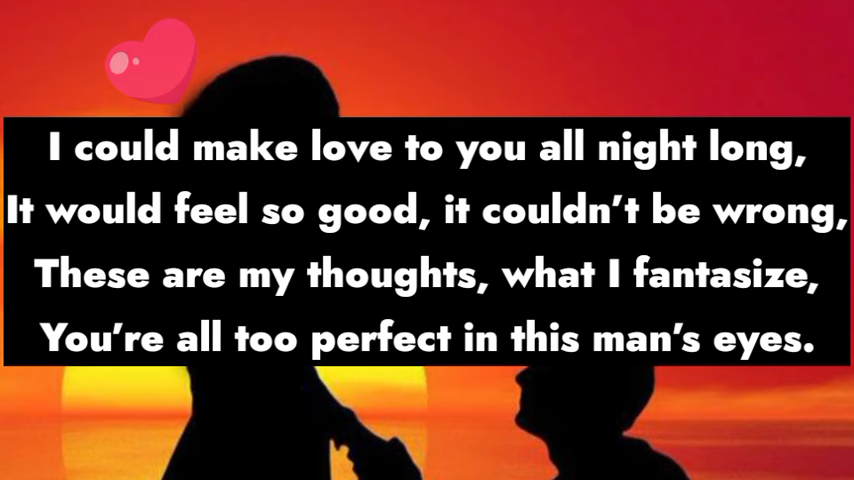 I could make love to you all night long,
It would feel so good, it couldn't be wrong,
These are my thoughts, what I fantasize,
You're all too perfect in this man's eyes.